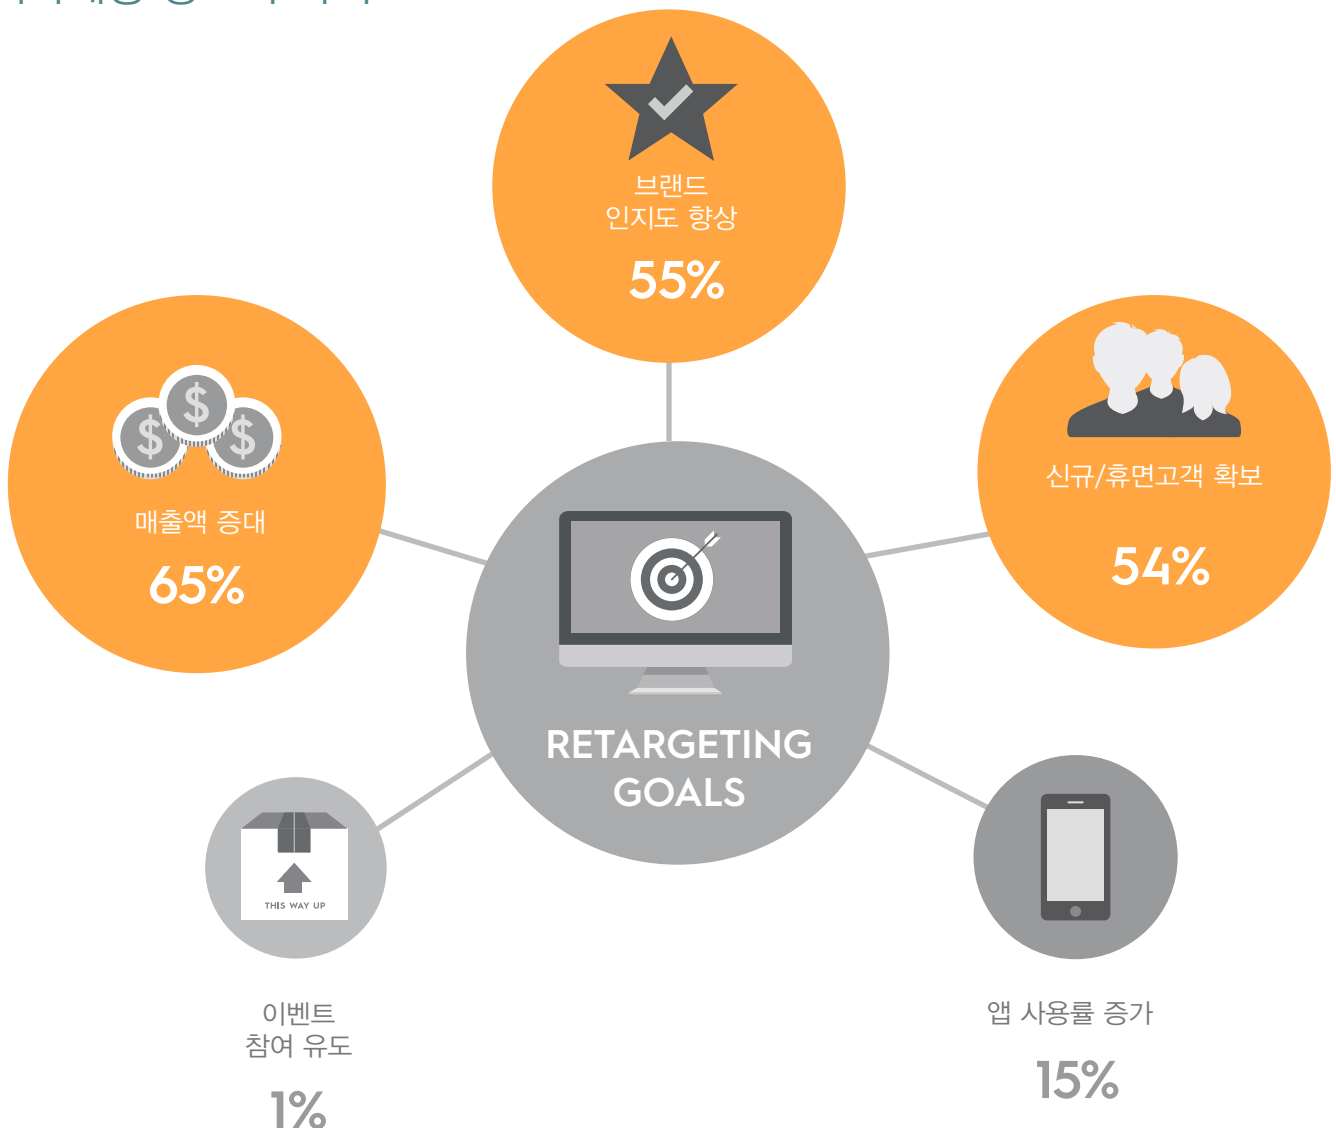 브랜드
인지도 향상
55%
매출액 증대
65%
신규/휴면고객 확보
54%
RETARGETING
GOALS
THIS WAY UP
이벤트
참여 유도
1%
앱 사용률 증가
15%